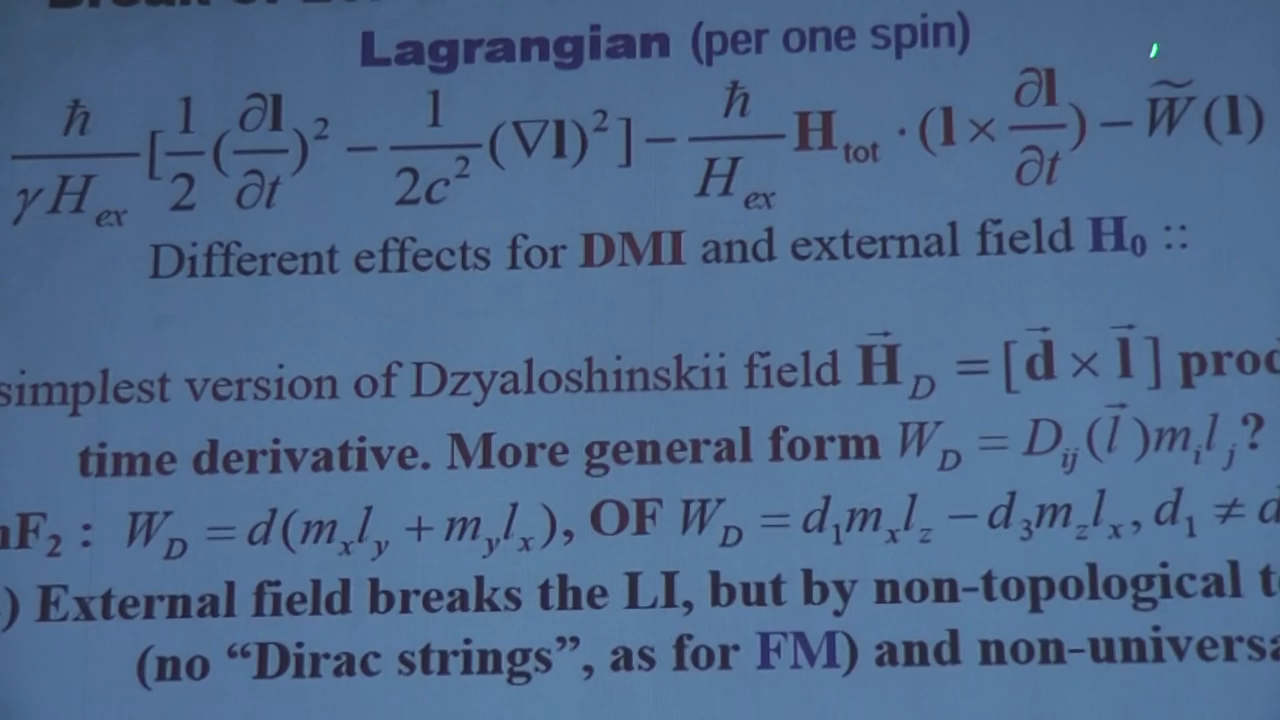 Lagrangian (per one spin)
ħ/γH_ex [1/2 (∂l/∂t)² − 1/2c² (∇l)²] − ħ/H_ex H_tot · (l × ∂l/∂t) − W̃(l)
Different effects for DMI and external field H₀ ::
simplest version of Dzyaloshinskii field H⃗_D = [d⃗ × l⃗]
time derivative. More general form W_D = D_ij(l⃗)m_i l_j?
F₂ : W_D = d(m_x l_y + m_y l_x), OF W_D = d₁m_x l_z − d₃m_z l_x, d₁ ≠
) External field breaks the LI, but by non-topological
(no “Dirac strings”, as for FM) and